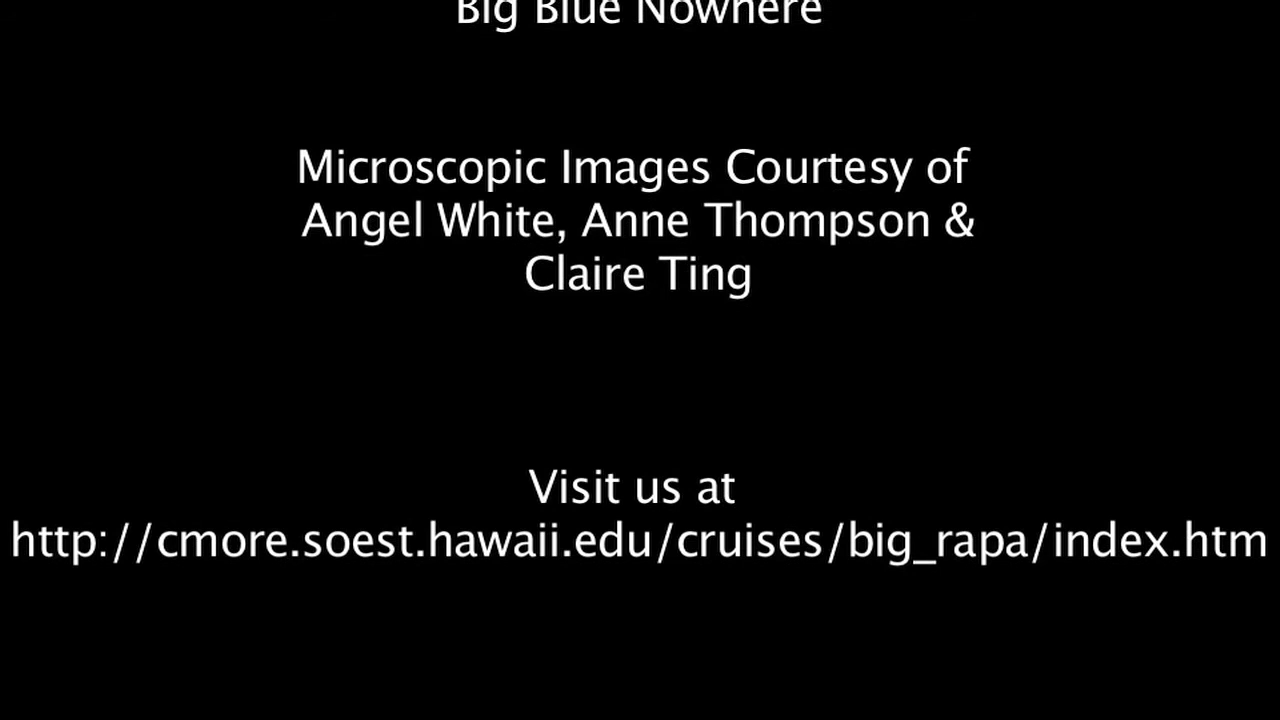 Big Blue Nowhere
Microscopic Images Courtesy of
Angel White, Anne Thompson &
Claire Ting
Visit us at
http://cmore.soest.hawaii.edu/cruises/big_rapa/index.htm